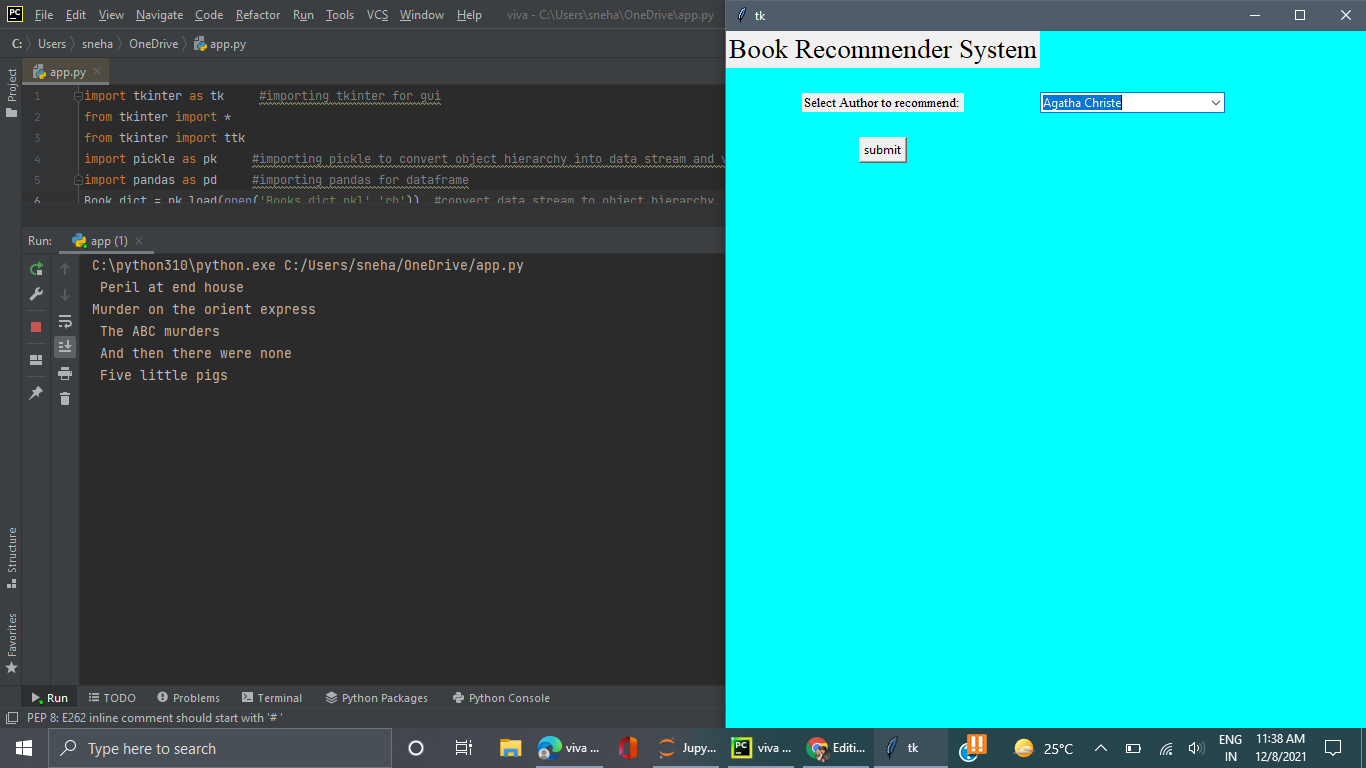 File Edit View Navigate Code Refactor Run Tools VCS Window Help viva - C:\Users\sneha\OneDrive\app.py
C: Users sneha OneDrive app.py
app.py
Project
1 import tkinter as tk #importing tkinter for gui
2 from tkinter import *
3 from tkinter import ttk
4 import pickle as pk #importing pickle to convert object hierarchy into data stream and
5 import pandas as pd #importing pandas for dataframe
6 Book_dict = pk.load(open('Books_dict.pkl','rb')) #convert data stream to object hierarchy
Run: app (1)
C:\python310\python.exe C:/Users/sneha/OneDrive/app.py
Peril at end house
Murder on the orient express
The ABC murders
And then there were none
Five little pigs
Structure
Favorites
Run TODO Problems Terminal Python Packages Python Console
PEP 8: E262 inline comment should start with '# '
tk
Book Recommender System
Select Author to recommend: Agatha Christe
submit
Type here to search
viva ...
Jupy...
PC viva ...
Editi...
tk
25°C
ENG
IN
11:38 AM
12/8/2021